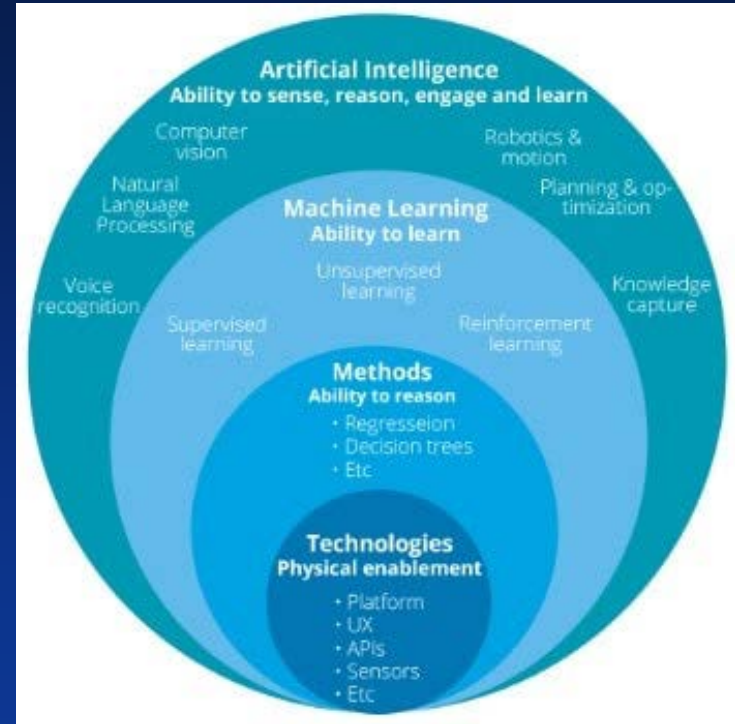 Artificial Intelligence
Ability to sense, reason, engage and learn
Computer
vision
Robotics &
motion
Natural
Language
Processing
Planning & op-
timization
Voice
recognition
Knowledge
capture
Machine Learning
Ability to learn
Unsupervised
learning
Supervised
learning
Reinforcement
learning
Methods
Ability to reason
· Regresseion
· Decision trees
· Etc
Technologies
Physical enablement
· Platform
· UX
· APIs
· Sensors
· Etc